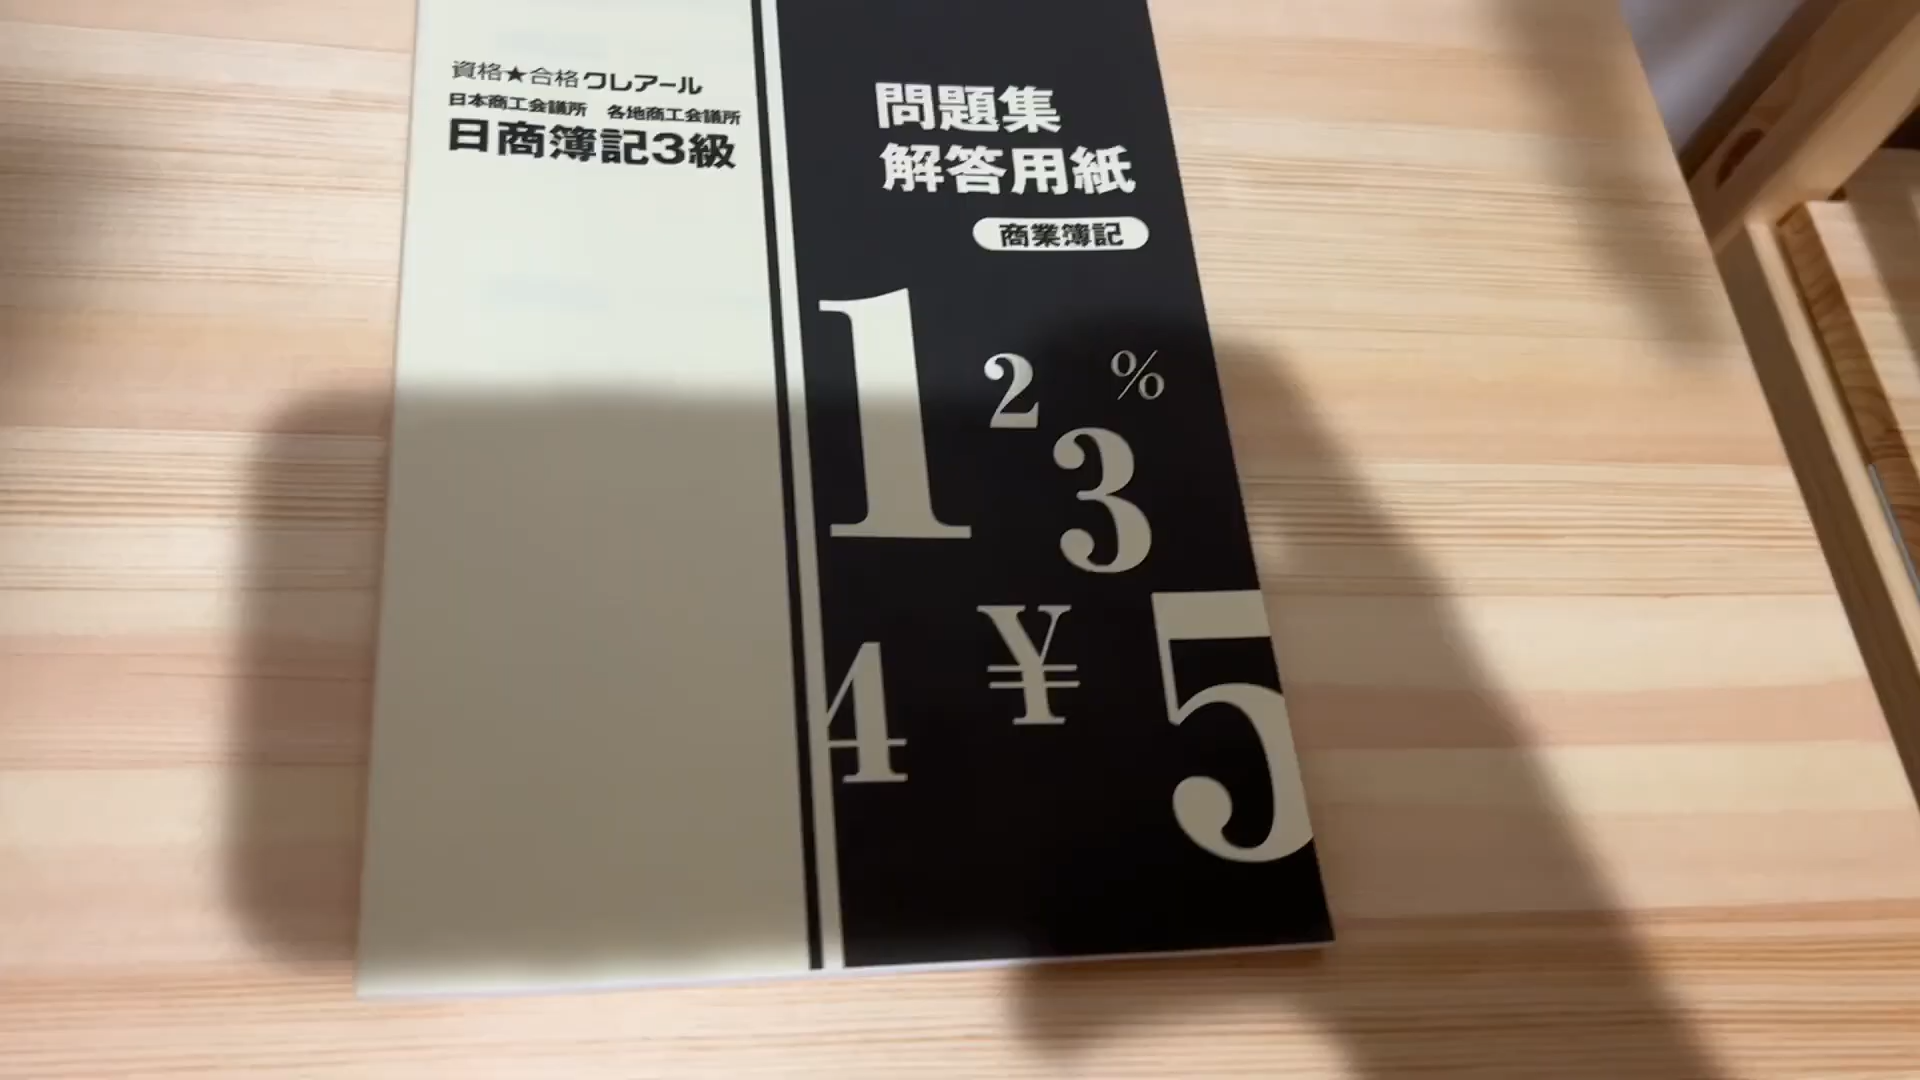 資格★合格クレアール
日本商工会議所 各地商工会議所
日商簿記3級
問題集
解答用紙
商業簿記
1
2
%
3
4
¥
5